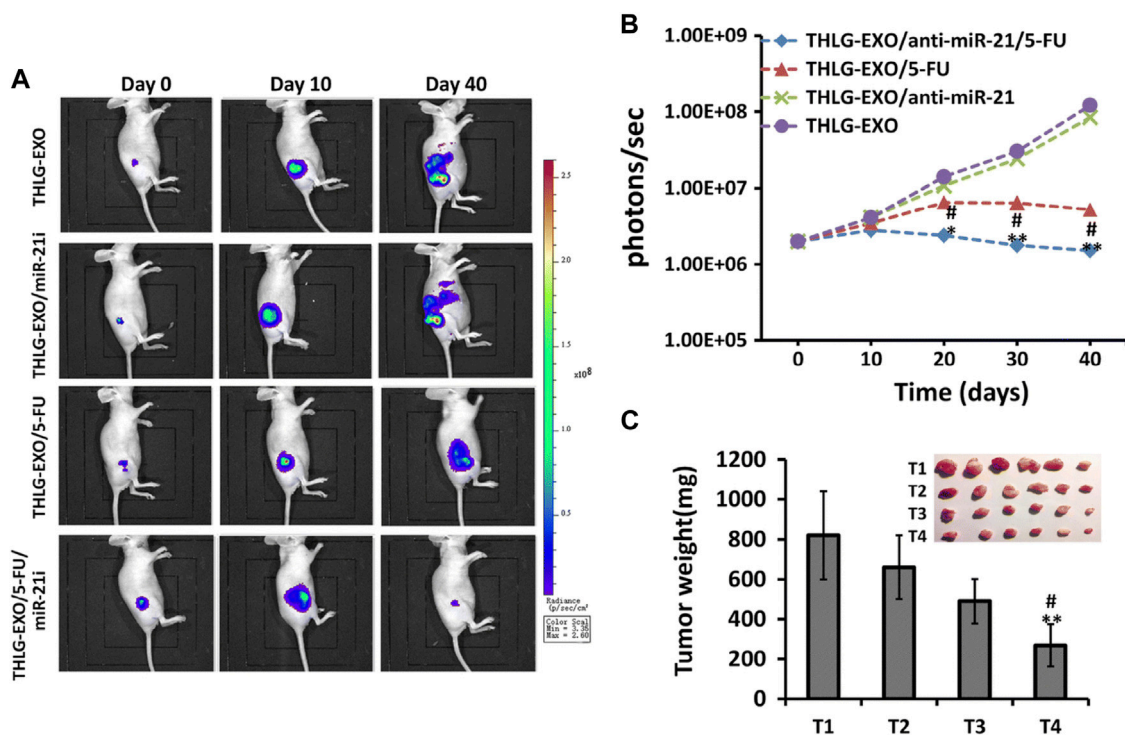 A
Day 0 Day 10 Day 40
THLG-EXO
THLG-EXO/miR-21i
THLG-EXO/5-FU
THLG-EXO/5-FU/
miR-21i
2.5
2.0
1.5
x10⁸
1.0
0.5
Radiance
(p/sec/cm²
Color Scal
Min = 3.35
Max = 2.60
B
1.00E+09
1.00E+08
1.00E+07
1.00E+06
1.00E+05
photons/sec
THLG-EXO/anti-miR-21/5-FU
THLG-EXO/5-FU
THLG-EXO/anti-miR-21
THLG-EXO
# # #
* ** **
0 10 20 30 40
Time (days)
C
1200
1000
800
600
400
200
0
Tumor weight(mg)
T1
T2
T3
T4
#
**
T1 T2 T3 T4